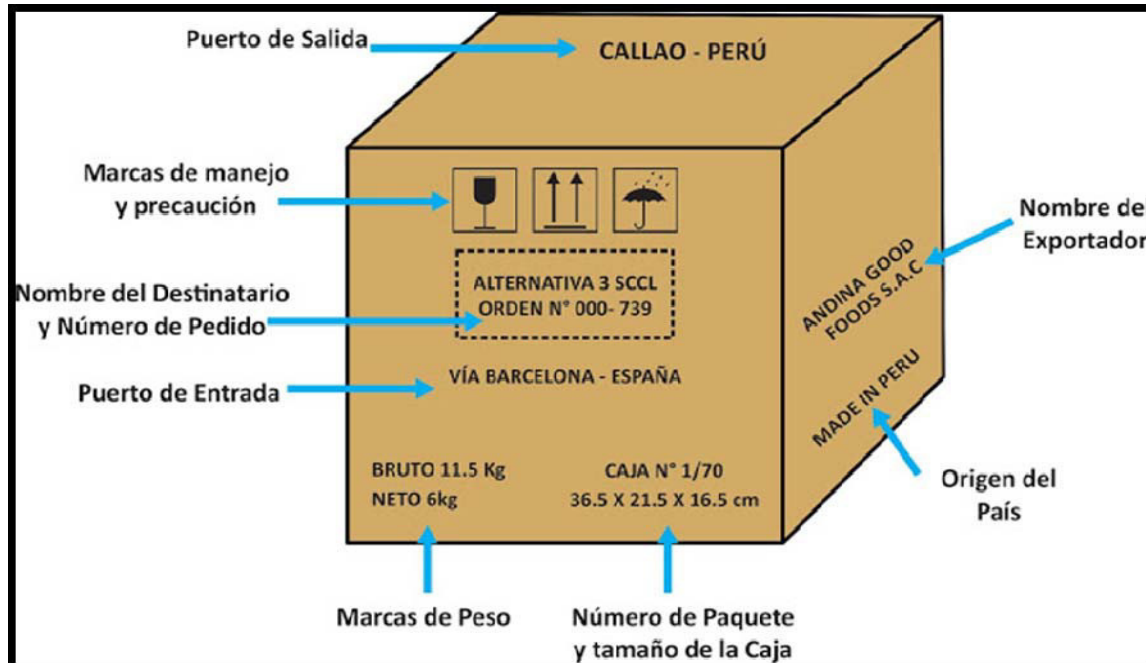 Puerto de Salida
CALLAO - PERÚ
Marcas de manejo
y precaución
Nombre de
Exportador
ANDINA GOOD
FOODS S.A.C
Nombre del Destinatario
y Número de Pedido
ALTERNATIVA 3 SCCL
ORDEN N° 000- 739
Puerto de Entrada
VÍA BARCELONA - ESPAÑA
MADE IN PERU
Origen del
País
BRUTO 11.5 Kg
NETO 6kg
CAJA N° 1/70
36.5 X 21.5 X 16.5 cm
Marcas de Peso
Número de Paquete
y tamaño de la Caja